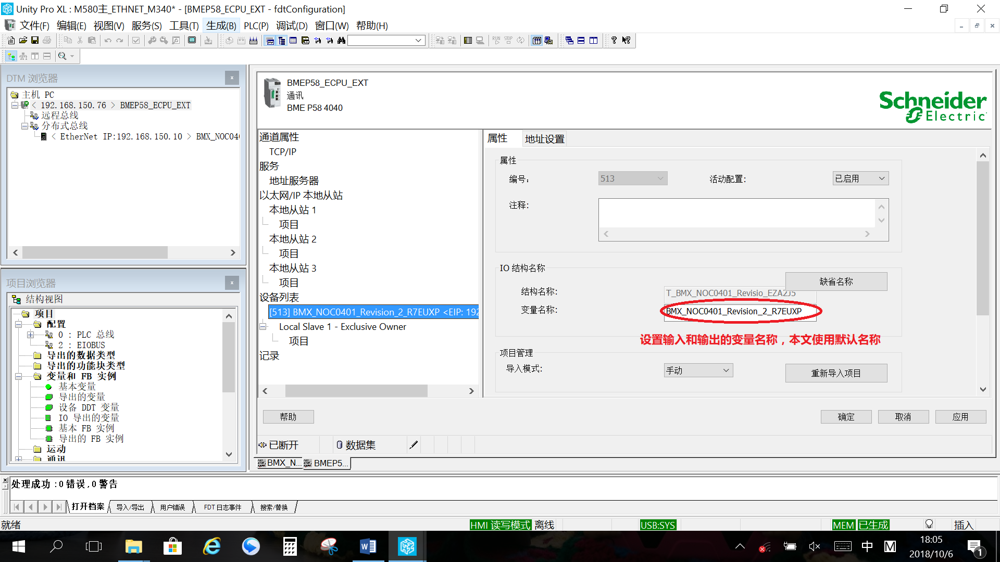 Unity Pro XL : M580主_ETHNET_M340* - [BMEP58_ECPU_EXT - fdtConfiguration]
文件(F) 编辑(E) 视图(V) 服务(S) 工具(T) 生成(B) PLC(P) 调试(D) 窗口(W) 帮助(H)
RUN STOP
DTM 浏览器
主机 PC
< 192.168.150.76 > BMEP58_ECPU_EXT
远程总线
分布式总线
< EtherNet IP:192.168.150.10 > BMX_NOC040
项目浏览器
结构视图
项目
配置
0 : PLC 总线
2 : EIOBUS
导出的数据类型
导出的功能块类型
变量和 FB 实例
基本变量
导出的变量
设备 DDT 变量
IO 导出的变量
基本 FB 实例
导出的 FB 实例
运动
通讯
BMEP58_ECPU_EXT
通讯
BME P58 4040
Schneider
Electric
通道属性
TCP/IP
服务
地址服务器
以太网/IP 本地从站
本地从站 1
项目
本地从站 2
项目
本地从站 3
项目
设备列表
[513] BMX_NOC0401_Revision_2_R7EUXP <EIP: 192
Local Slave 1 - Exclusive Owner
项目
记录
属性 地址设置
属性
编号: 513 活动配置: 已启用
注释:
IO 结构名称
缺省名称
结构名称: T_BMX_NOC0401_Revisio_EZA2J5
变量名称: BMX_NOC0401_Revision_2_R7EUXP
设置输入和输出的变量名称，本文使用默认名称
项目管理
导入模式: 手动 重新导入项目
帮助 确定 取消 应用
已断开 数据集
BMX_N... BMEP5...
处理成功 : 0 错误 , 0 警告
打开档案 导入/导出 用户错误 FDT 日志事件 搜索/替换
就绪 HMI 读写模式 离线 USB:SYS MEM 已生成 插入
中 M 18:05
2018/10/6
1